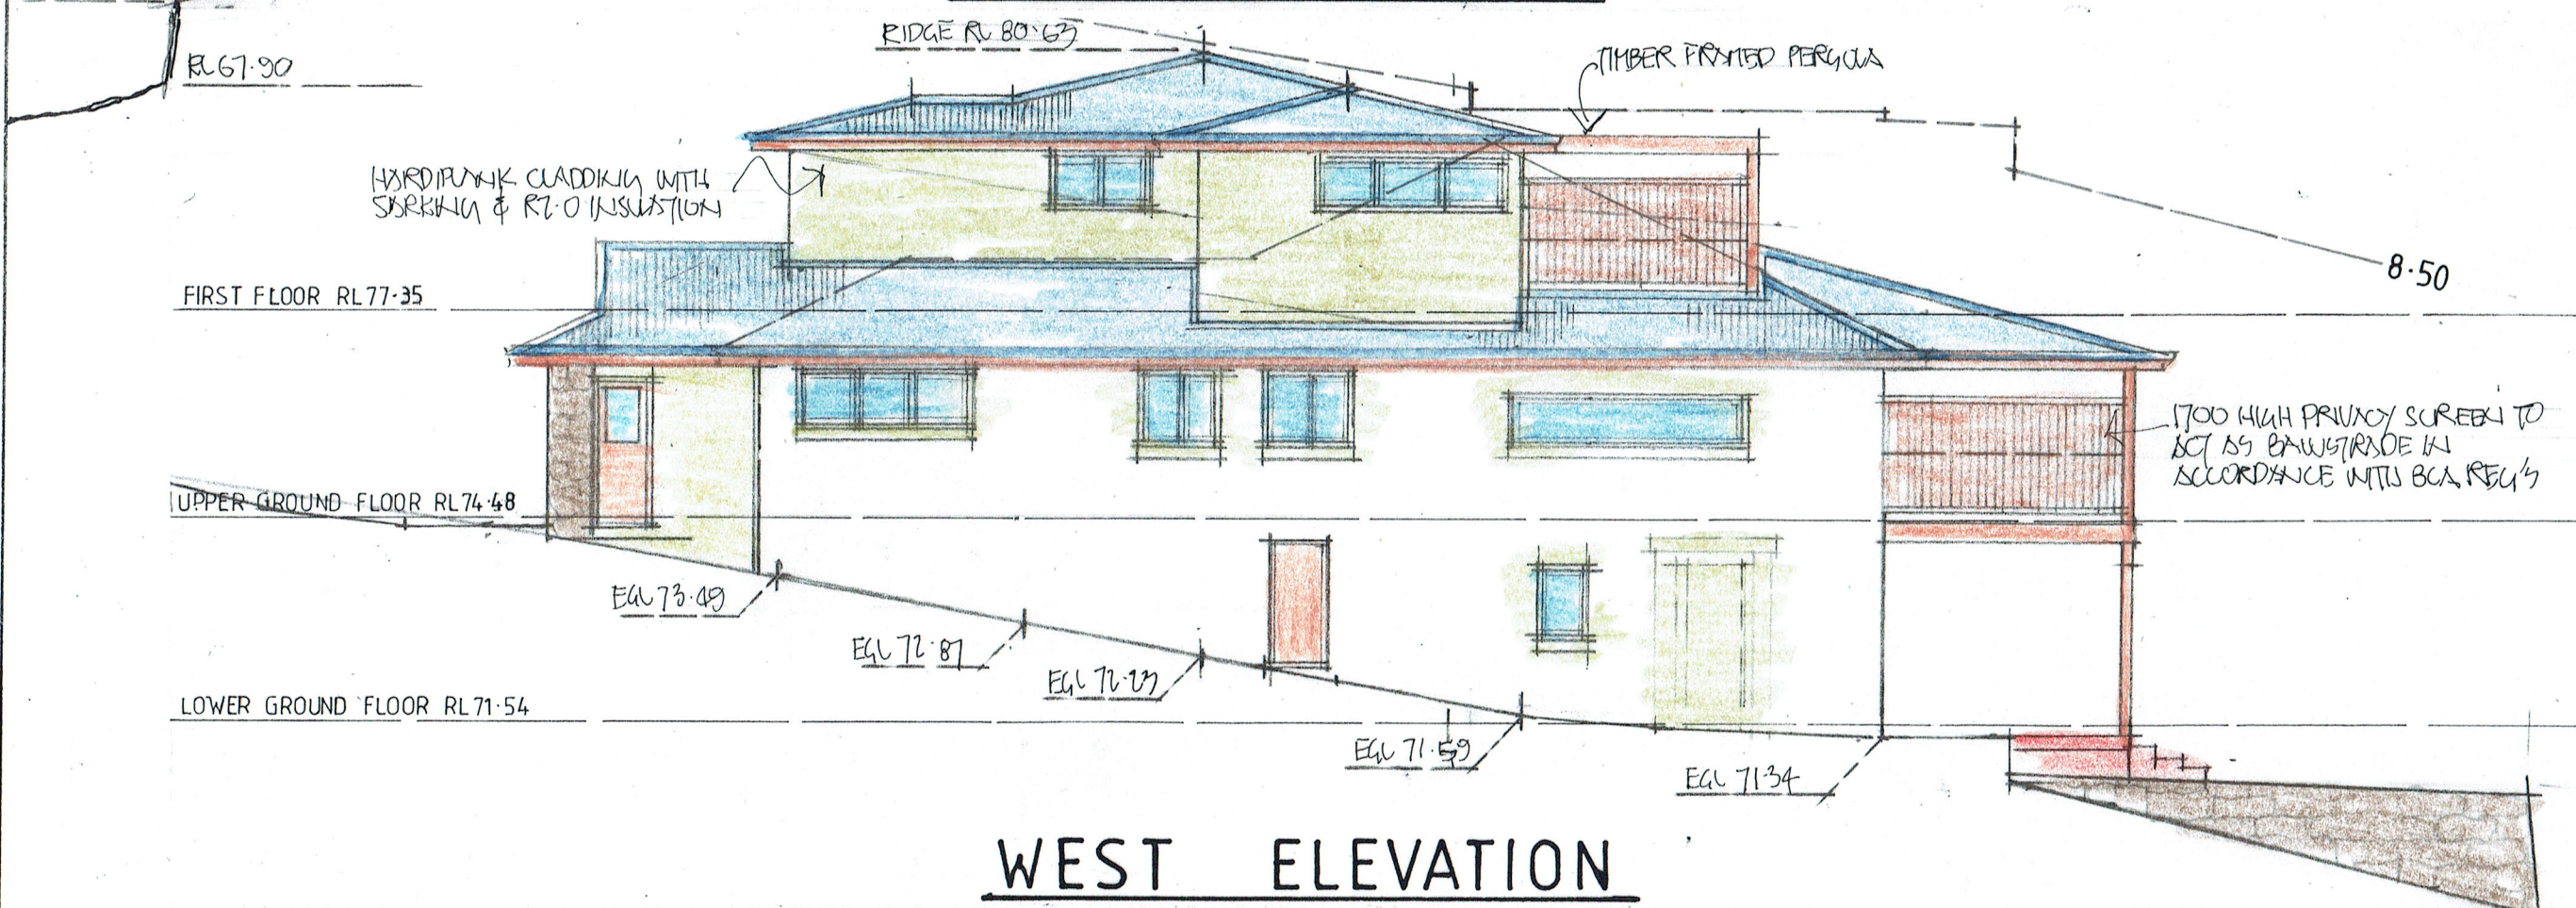 RIDGE RL 80.63
RL 67.90
TIMBER FRAMED PERGOLA
HARDIPLANK CLADDING WITH
SARKING & R2.0 INSULATION
8.50
FIRST FLOOR RL 77.35
1700 HIGH PRIVACY SCREEN TO
ACT AS BALUSTRADE IN
ACCORDANCE WITH BCA REG'S
UPPER GROUND FLOOR RL 74.48
EGL 73.49
EGL 72.87
EGL 72.23
LOWER GROUND FLOOR RL 71.54
EGL 71.59
EGL 71.34
WEST ELEVATION